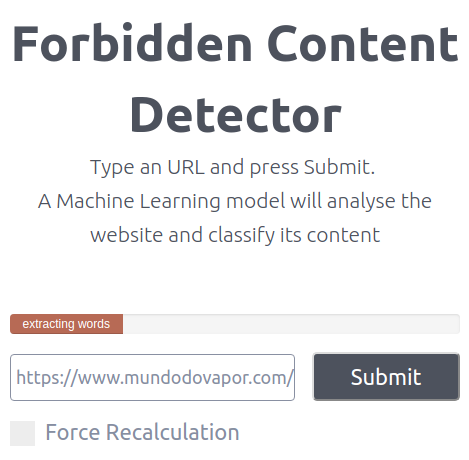 Forbidden Content
Detector
Type an URL and press Submit.
A Machine Learning model will analyse the
website and classify its content
extracting words
https://www.mundodovapor.com/
Submit
Force Recalculation